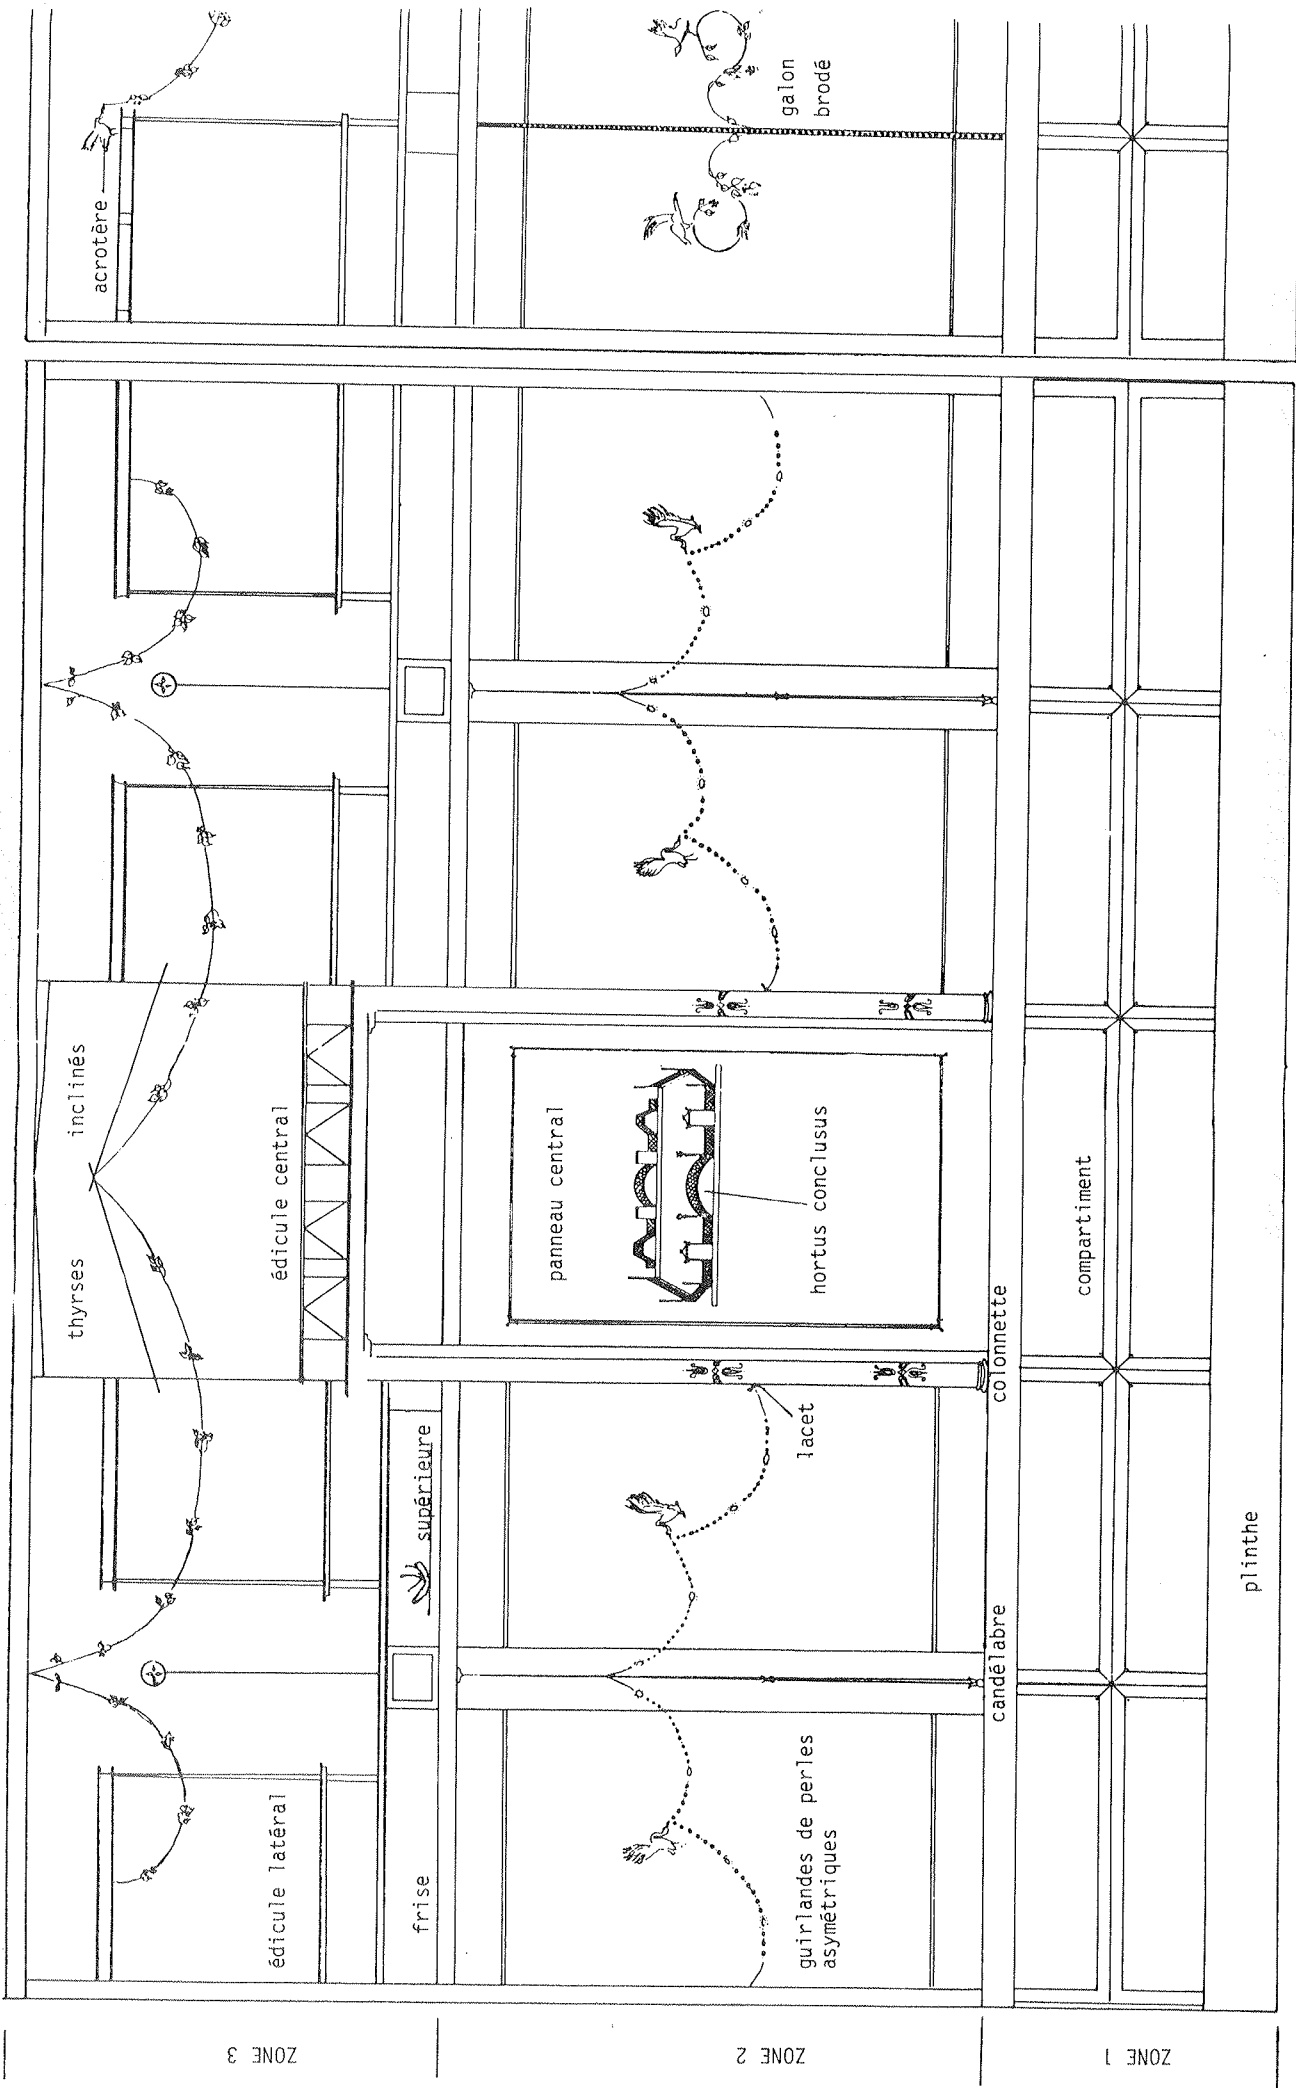 acrotère
galon
brodé
thyrses inclinés
édicule central
panneau central
hortus conclusus
édicule latéral
frise supérieure
lacet
guirlandes de perles
asymétriques
candélabre
colonnette
compartiment
plinthe
ZONE 3
ZONE 2
ZONE 1